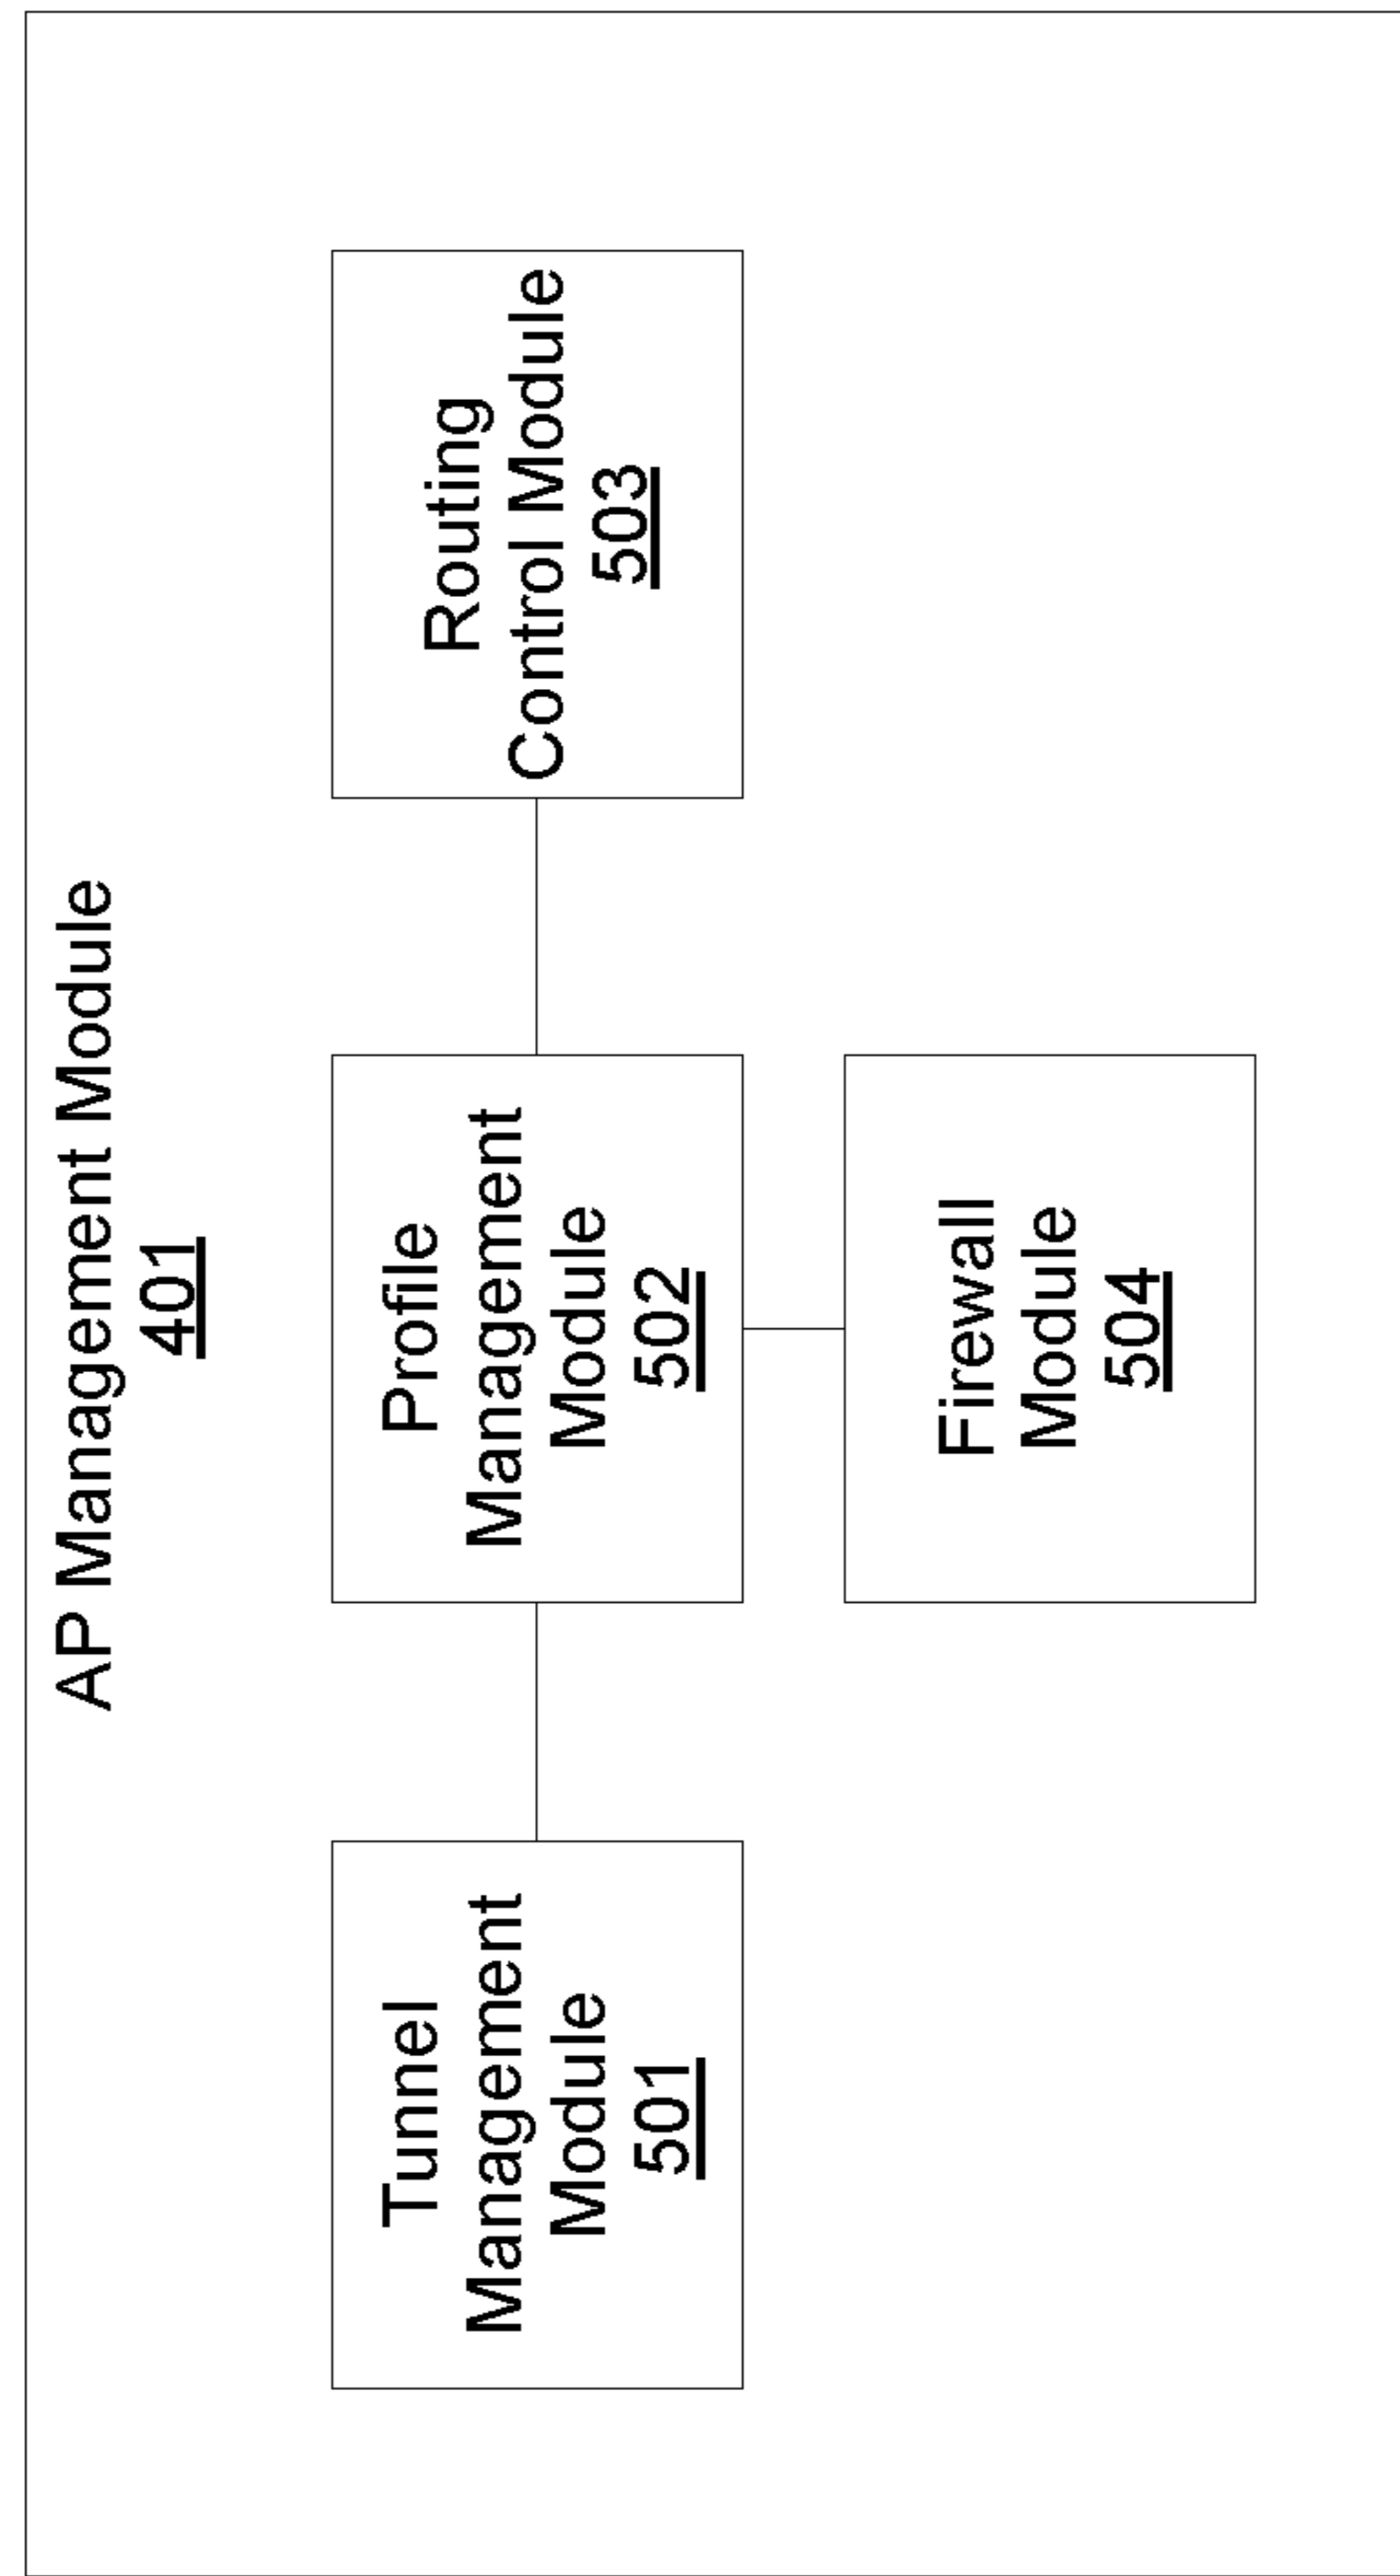 AP Management Module
401
Tunnel
Management
Module
501
Profile
Management
Module
502
Routing
Control Module
503
Firewall
Module
504